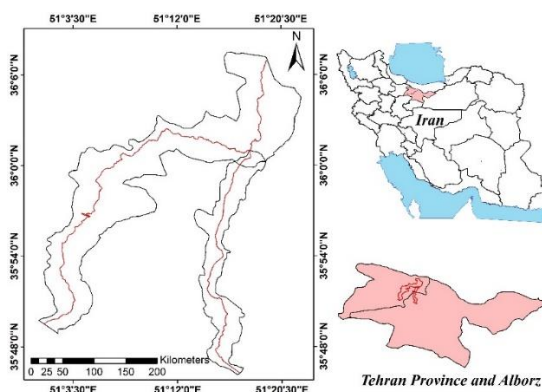 51°3'30"E 51°12'0"E 51°20'30"E
N
36°6'0"N
36°0'0"N
35°54'0"N
35°48'0"N
36°6'0"N
36°0'0"N
35°54'0"N
35°48'0"N
0 25 50 100 150 200 Kilometers
51°3'30"E 51°12'0"E 51°20'30"E
Iran
Tehran Province and Alborz